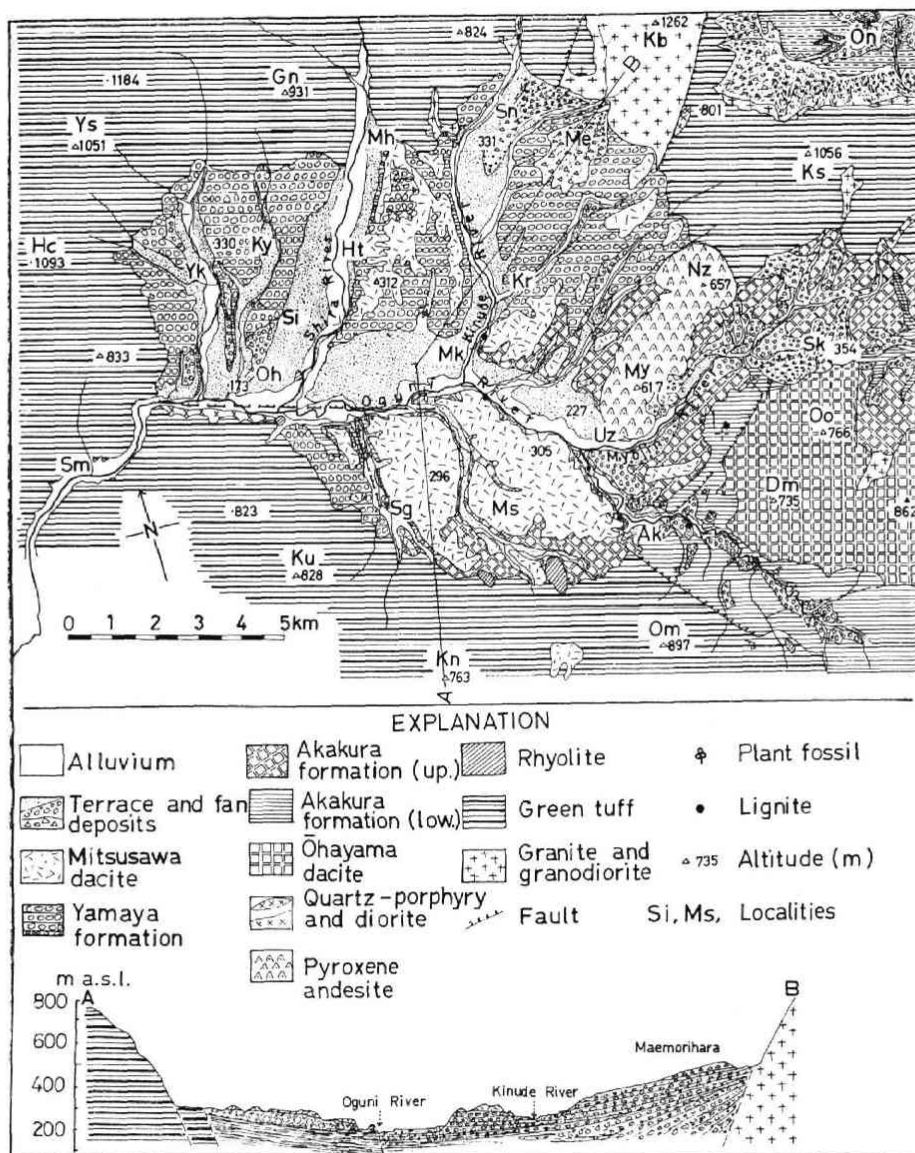 △824
△1262
Kb
On
Gn
△931
·1184
B
Sn
·801
Ys
△1051
Mh
331
Me
△1056
Ks
Hc
·1093
·330
Ky
Yk
Ht
△312
Kinude River
Kr
Nz
▹657
Si
Shira River
△833
Mk
Sk
354
My
△617
Oh
·173
Oguni
227
Oo
△766
Uz
305
Sm
296
Dm
▹735
Sg
Ms
Ak
862
·823
N
Ku
△828
Om
△897
0 1 2 3 4 5km
Kn
△763
A
EXPLANATION
Alluvium
Terrace and fan
deposits
Mitsusawa
dacite
Yamaya
formation
Akakura
formation (up.)
Akakura
formation (low.)
Ōhayama
dacite
Quartz-porphyry
and diorite
Pyroxene
andesite
Rhyolite
Green tuff
Granite and
granodiorite
Fault
Plant fossil
Lignite
△735 Altitude (m)
Si, Ms, Localities
m a.s.l.
A
B
800
600
400
200
Oguni River
Kinude River
Maemorihara